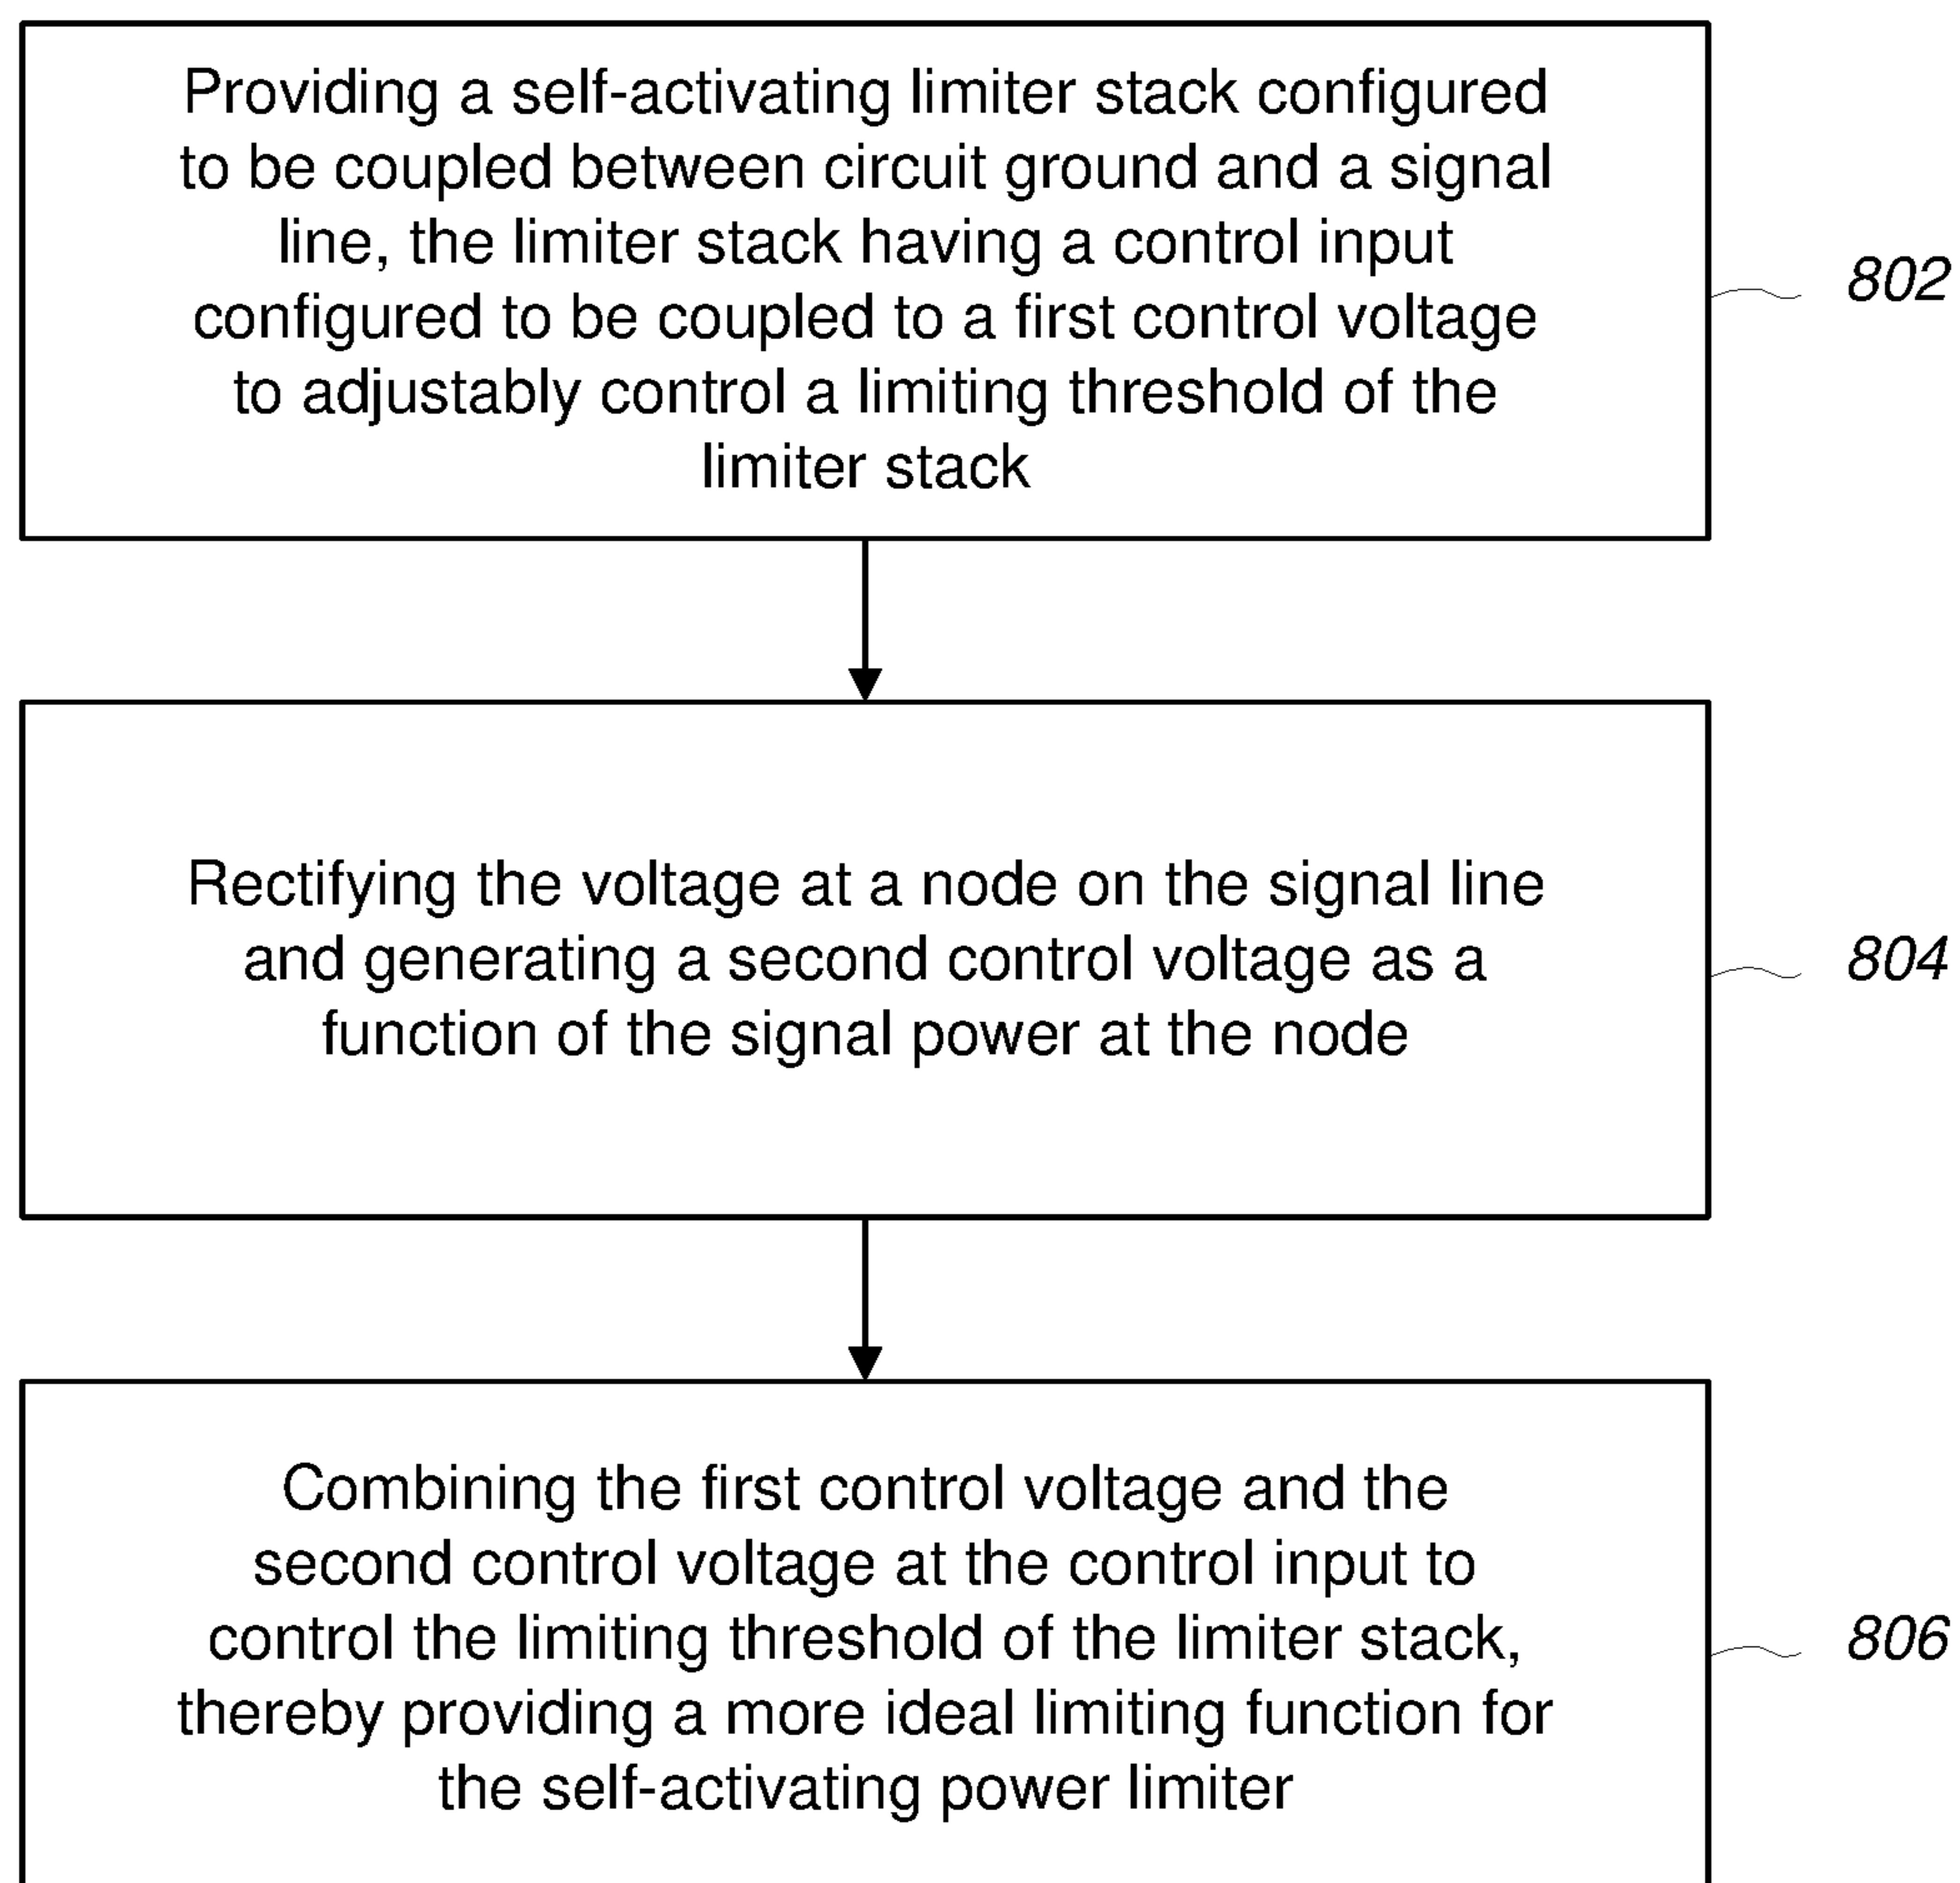 Providing a self-activating limiter stack configured
to be coupled between circuit ground and a signal
line, the limiter stack having a control input
configured to be coupled to a first control voltage
to adjustably control a limiting threshold of the
limiter stack
802
Rectifying the voltage at a node on the signal line
and generating a second control voltage as a
function of the signal power at the node
804
Combining the first control voltage and the
second control voltage at the control input to
control the limiting threshold of the limiter stack,
thereby providing a more ideal limiting function for
the self-activating power limiter
806